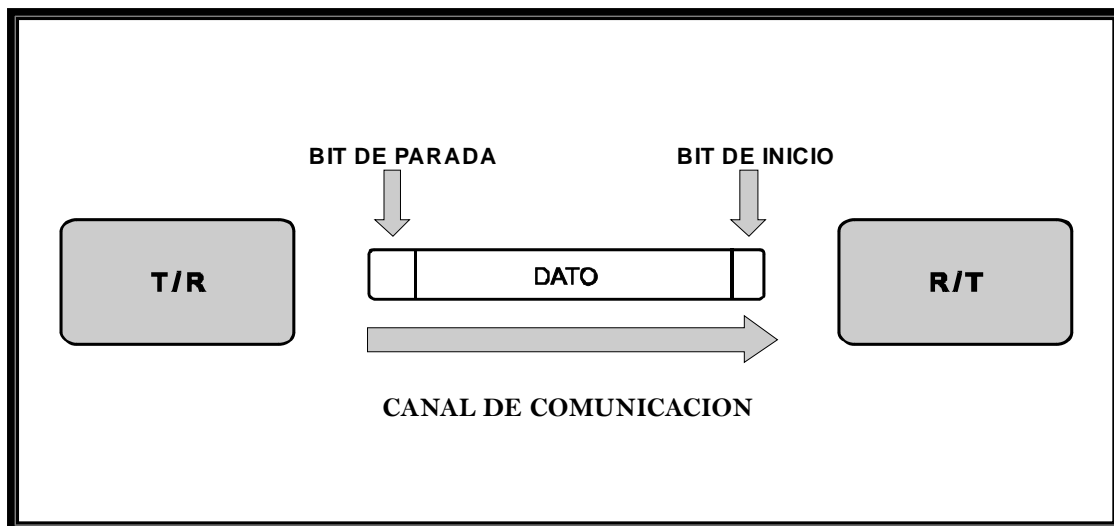 BIT DE PARADA
BIT DE INICIO
T/R
DATO
R/T
CANAL DE COMUNICACION